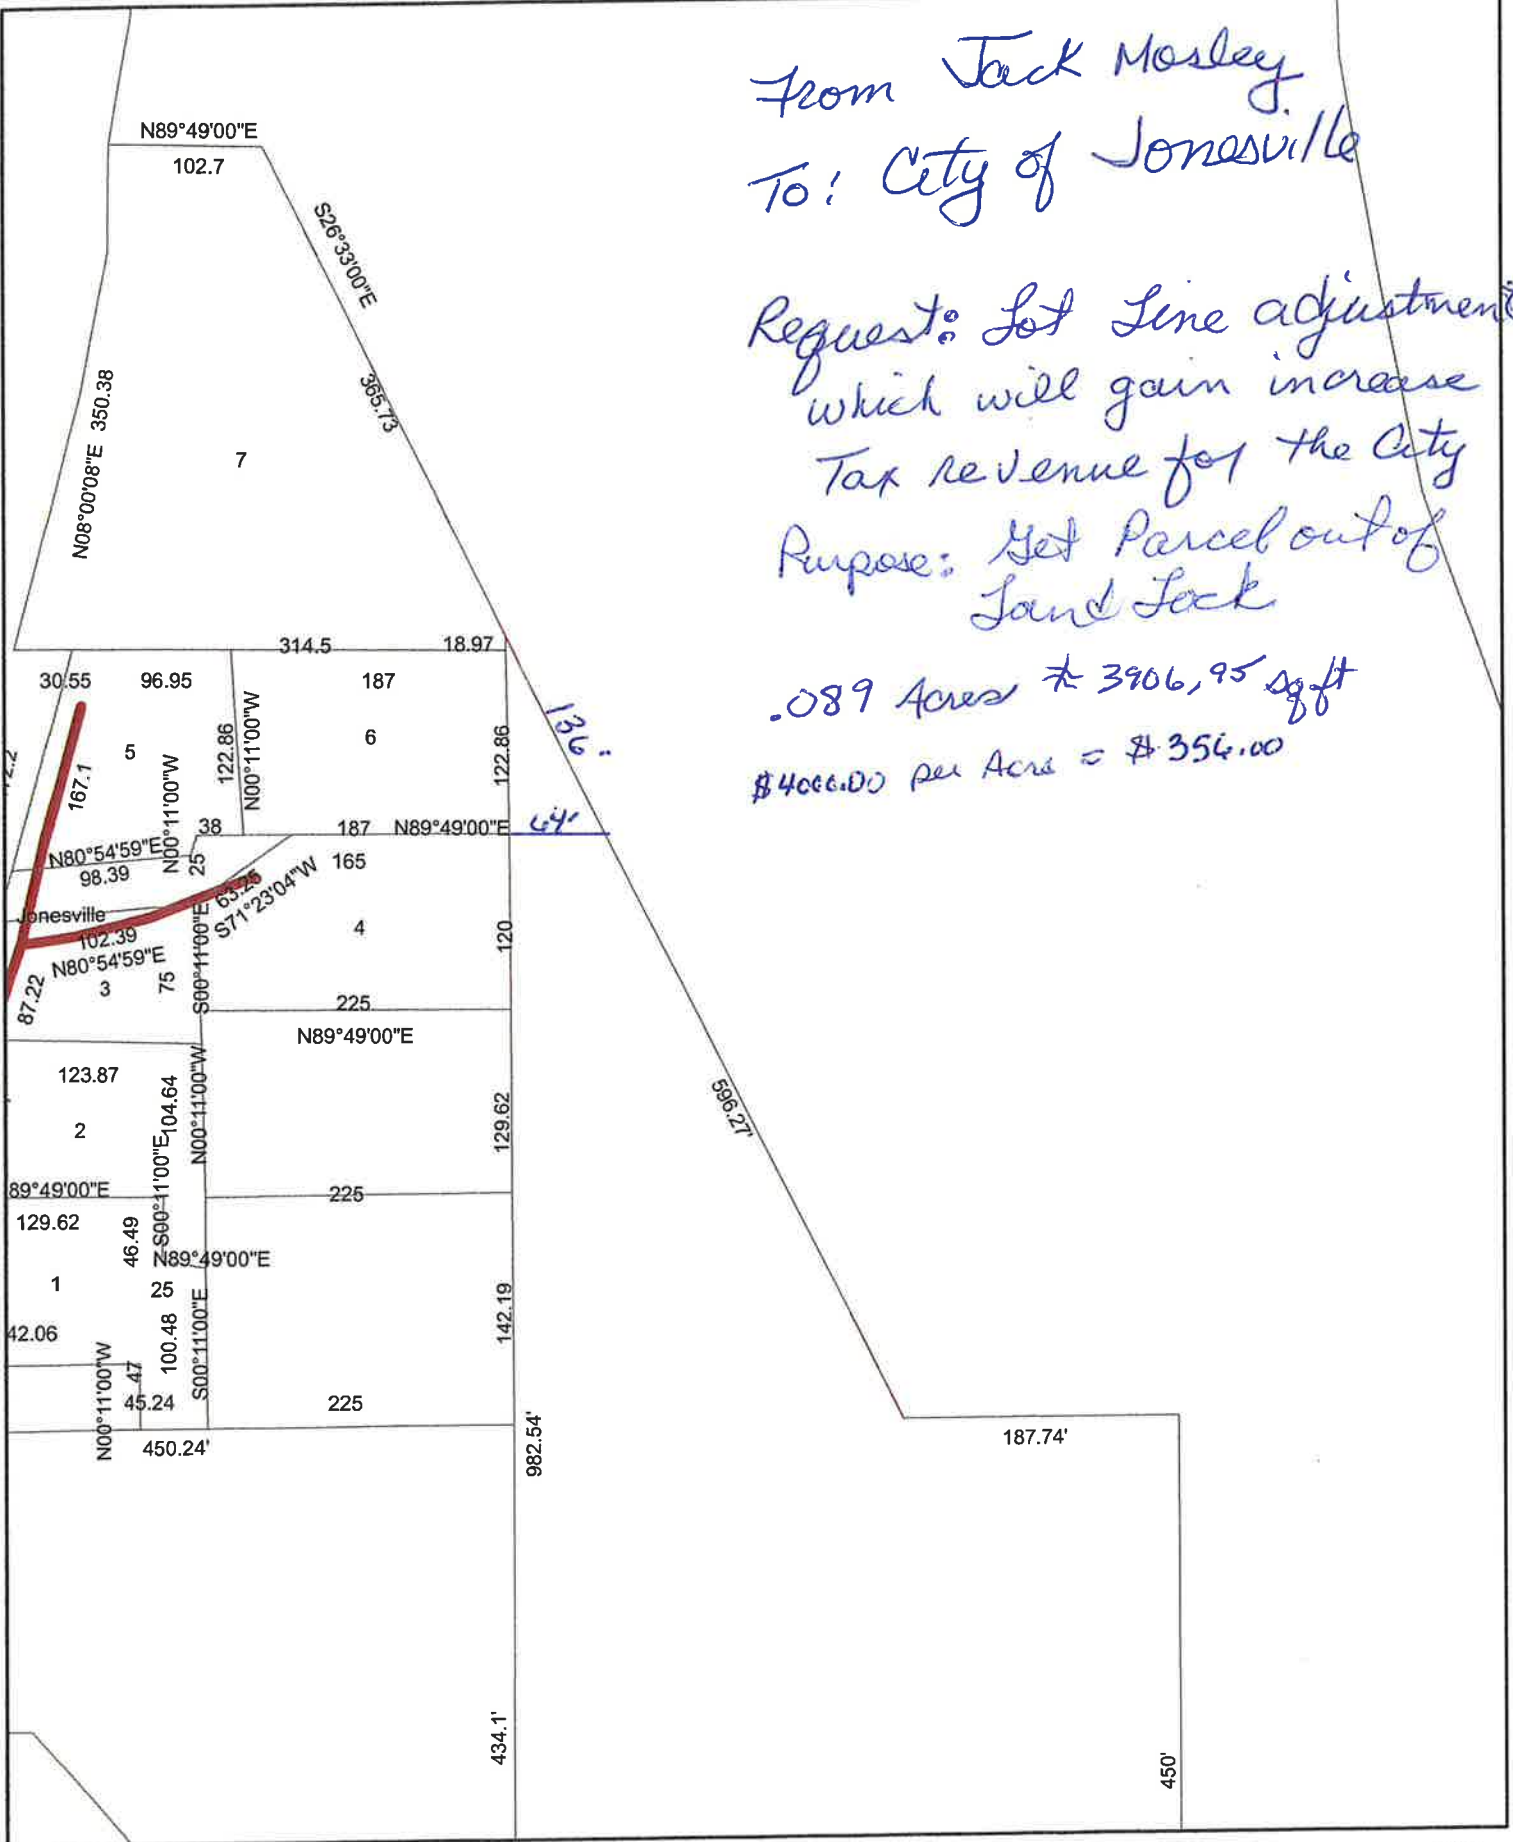 From Jack Mosley
To: City of Jonesville
Request: Lot Line adjustment
which will gain increase
Tax revenue for the City
Purpose: Get Parcel out of
Land Lock
.089 Acres 3906,95 sq ft
$4000.00 per Acre = $356.00
N89°49'00"E
102.7
S26°33'00"E
365.73
N08°00'08"E 350.38
7
314.5
18.97
30.55
96.95
187
136"
5
122.86
N00°11'00"W
6
122.86
167.1
N00°11'00"W
38
187
N89°49'00"E
64'
N80°54'59"E
98.39
25
165
63.25
S71°23'04"W
Jonesville
102.39
N80°54'59"E
S00°11'00"E
4
120
87.22
3
75
225
N89°49'00"E
123.87
104.64
N00°11'00"W
129.62
596.27'
2
S00°11'00"E
89°49'00"E
225
129.62
46.49
N89°49'00"E
1
25
142.19
42.06
100.48
S00°11'00"E
N00°11'00"W
47
45.24
225
450.24'
982.54'
187.74'
434.1'
450'